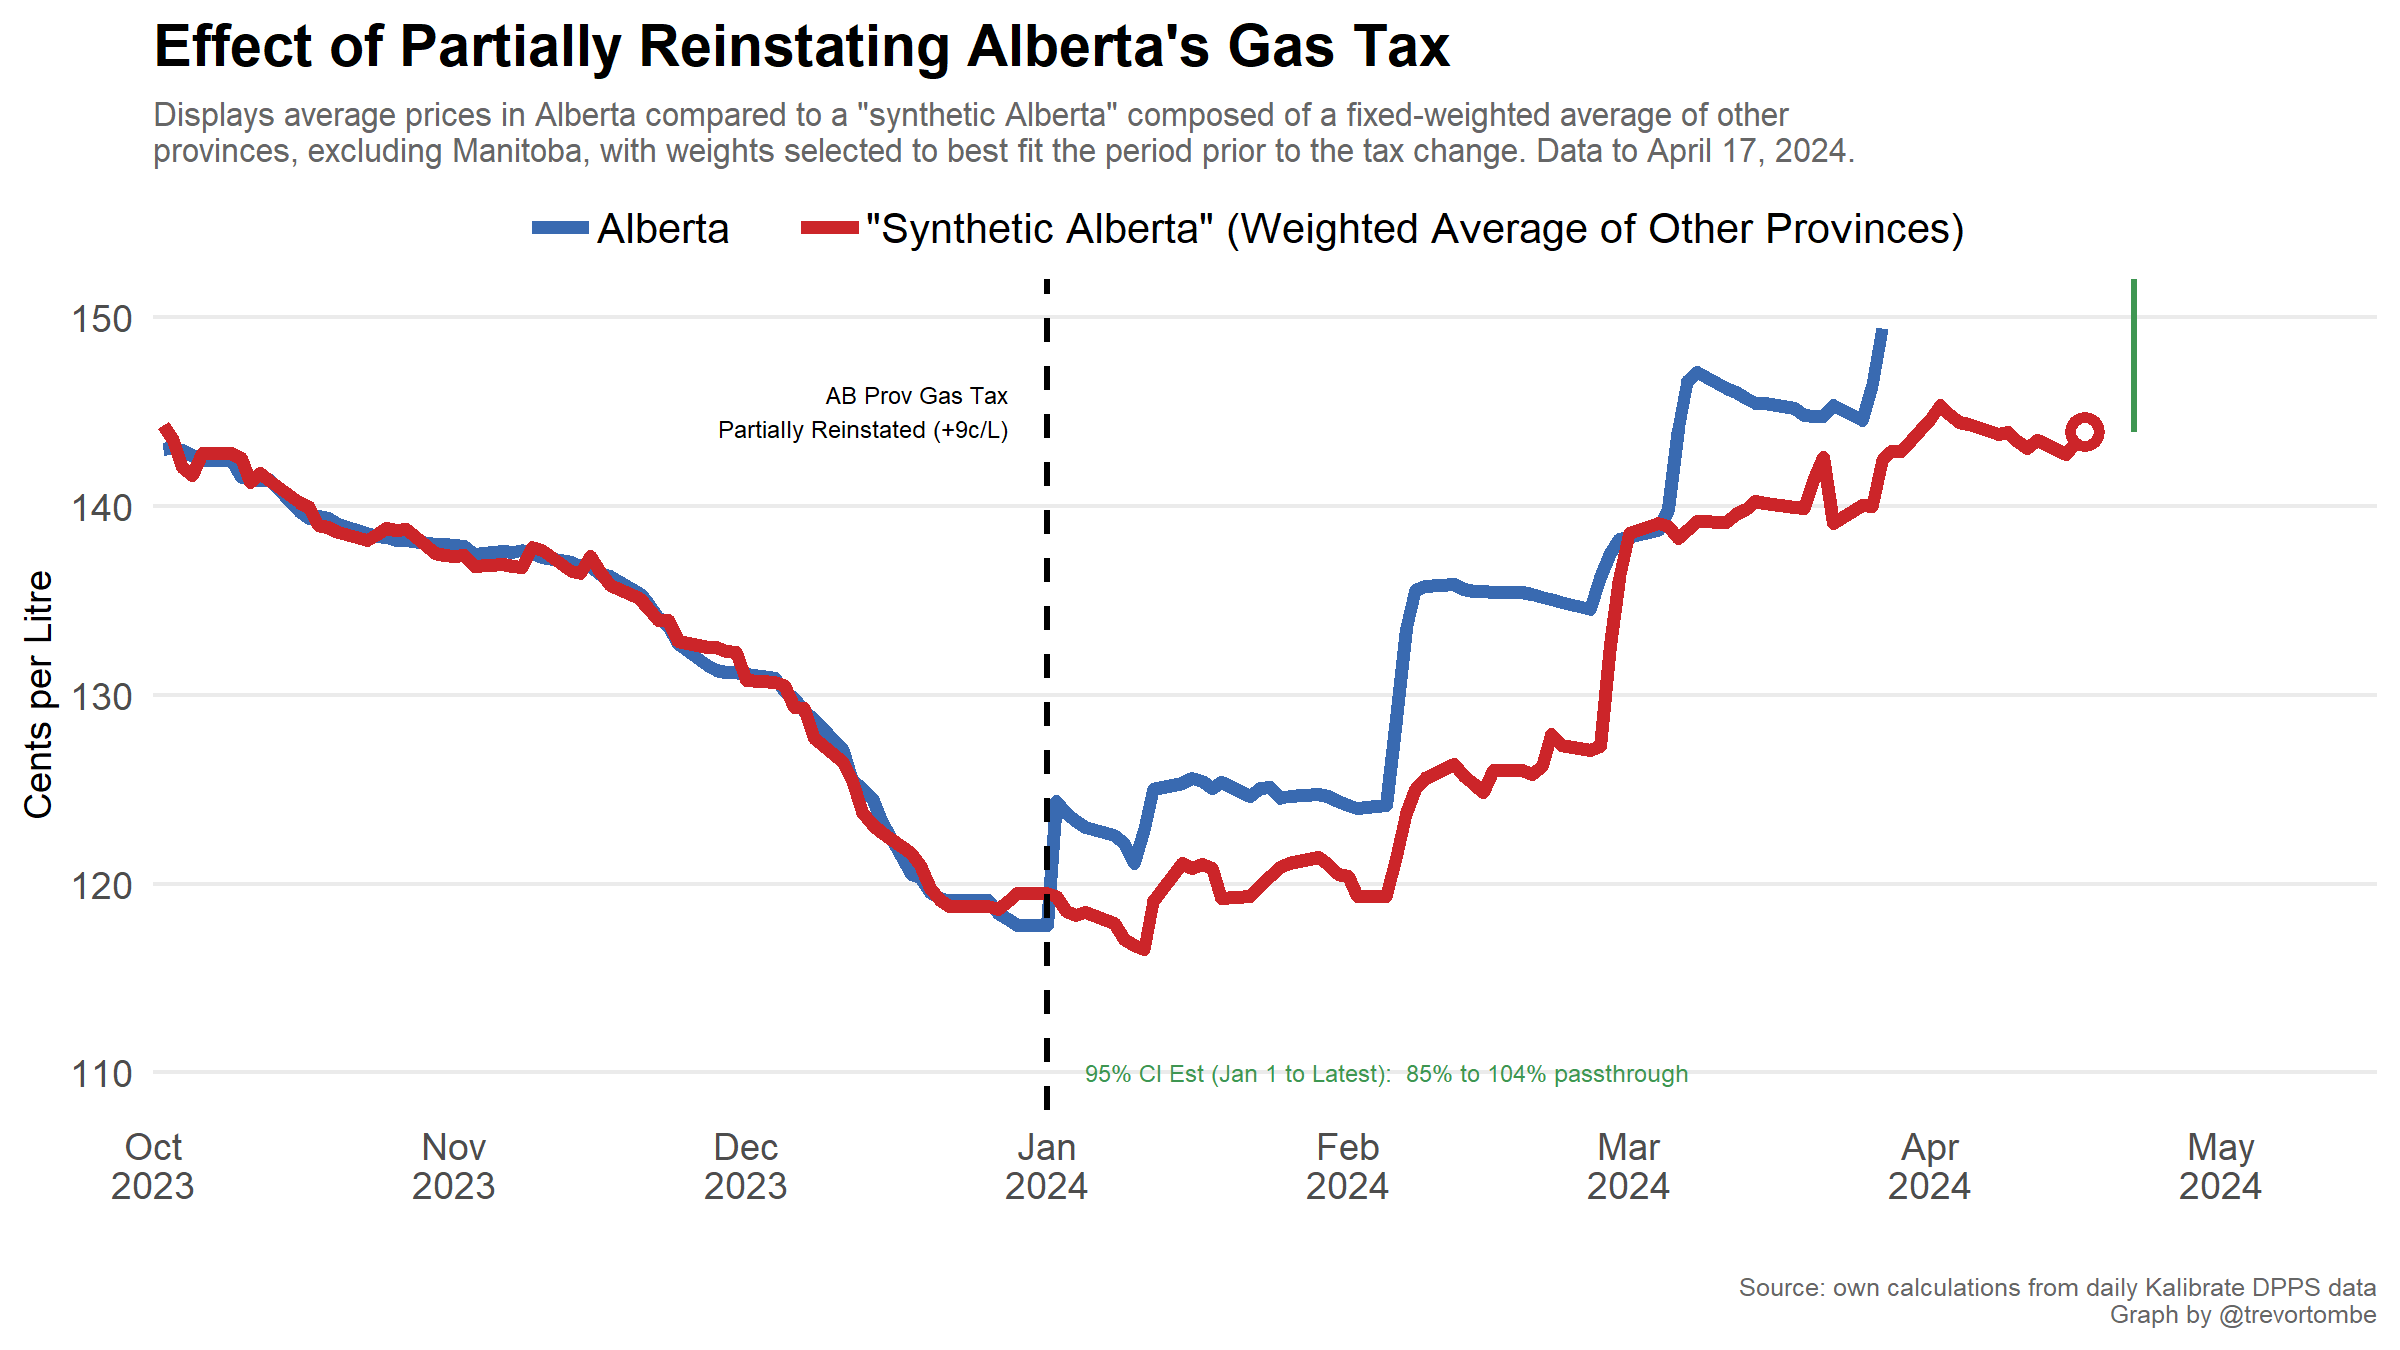 Effect of Partially Reinstating Alberta's Gas Tax
Displays average prices in Alberta compared to a "synthetic Alberta" composed of a fixed-weighted average of other
provinces, excluding Manitoba, with weights selected to best fit the period prior to the tax change. Data to April 17, 2024.
Alberta
"Synthetic Alberta" (Weighted Average of Other Provinces)
Cents per Litre
150
140
130
120
110
AB Prov Gas Tax
Partially Reinstated (+9c/L)
95% CI Est (Jan 1 to Latest):  85% to 104% passthrough
Oct
2023
Nov
2023
Dec
2023
Jan
2024
Feb
2024
Mar
2024
Apr
2024
May
2024
Source: own calculations from daily Kalibrate DPPS data
Graph by @trevortombe